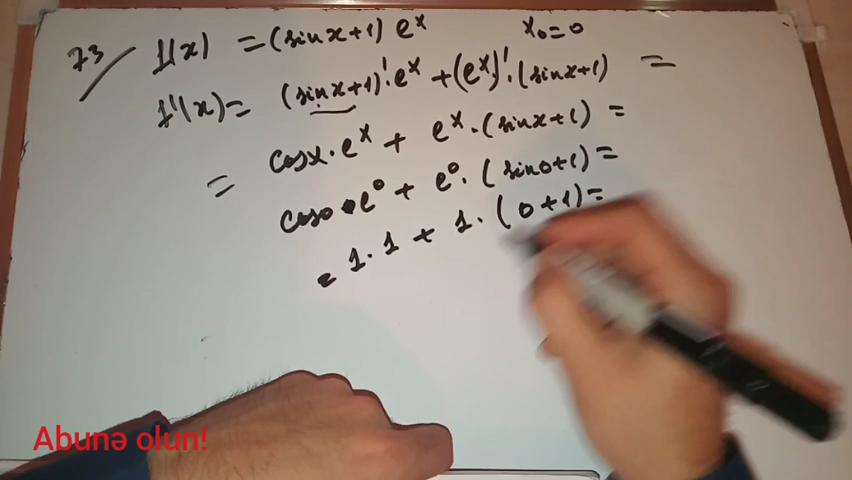 73/ f(x) = (sinx+1) e^x x₀=0
f'(x) = (sinx+1)'·e^x + (e^x)'·(sinx+1) =
= cosx·e^x + e^x·(sinx+1) =
cos0·e^0 + e^0·(sin0+1) =
= 1·1 + 1·(0+1) =
Abunə olun!